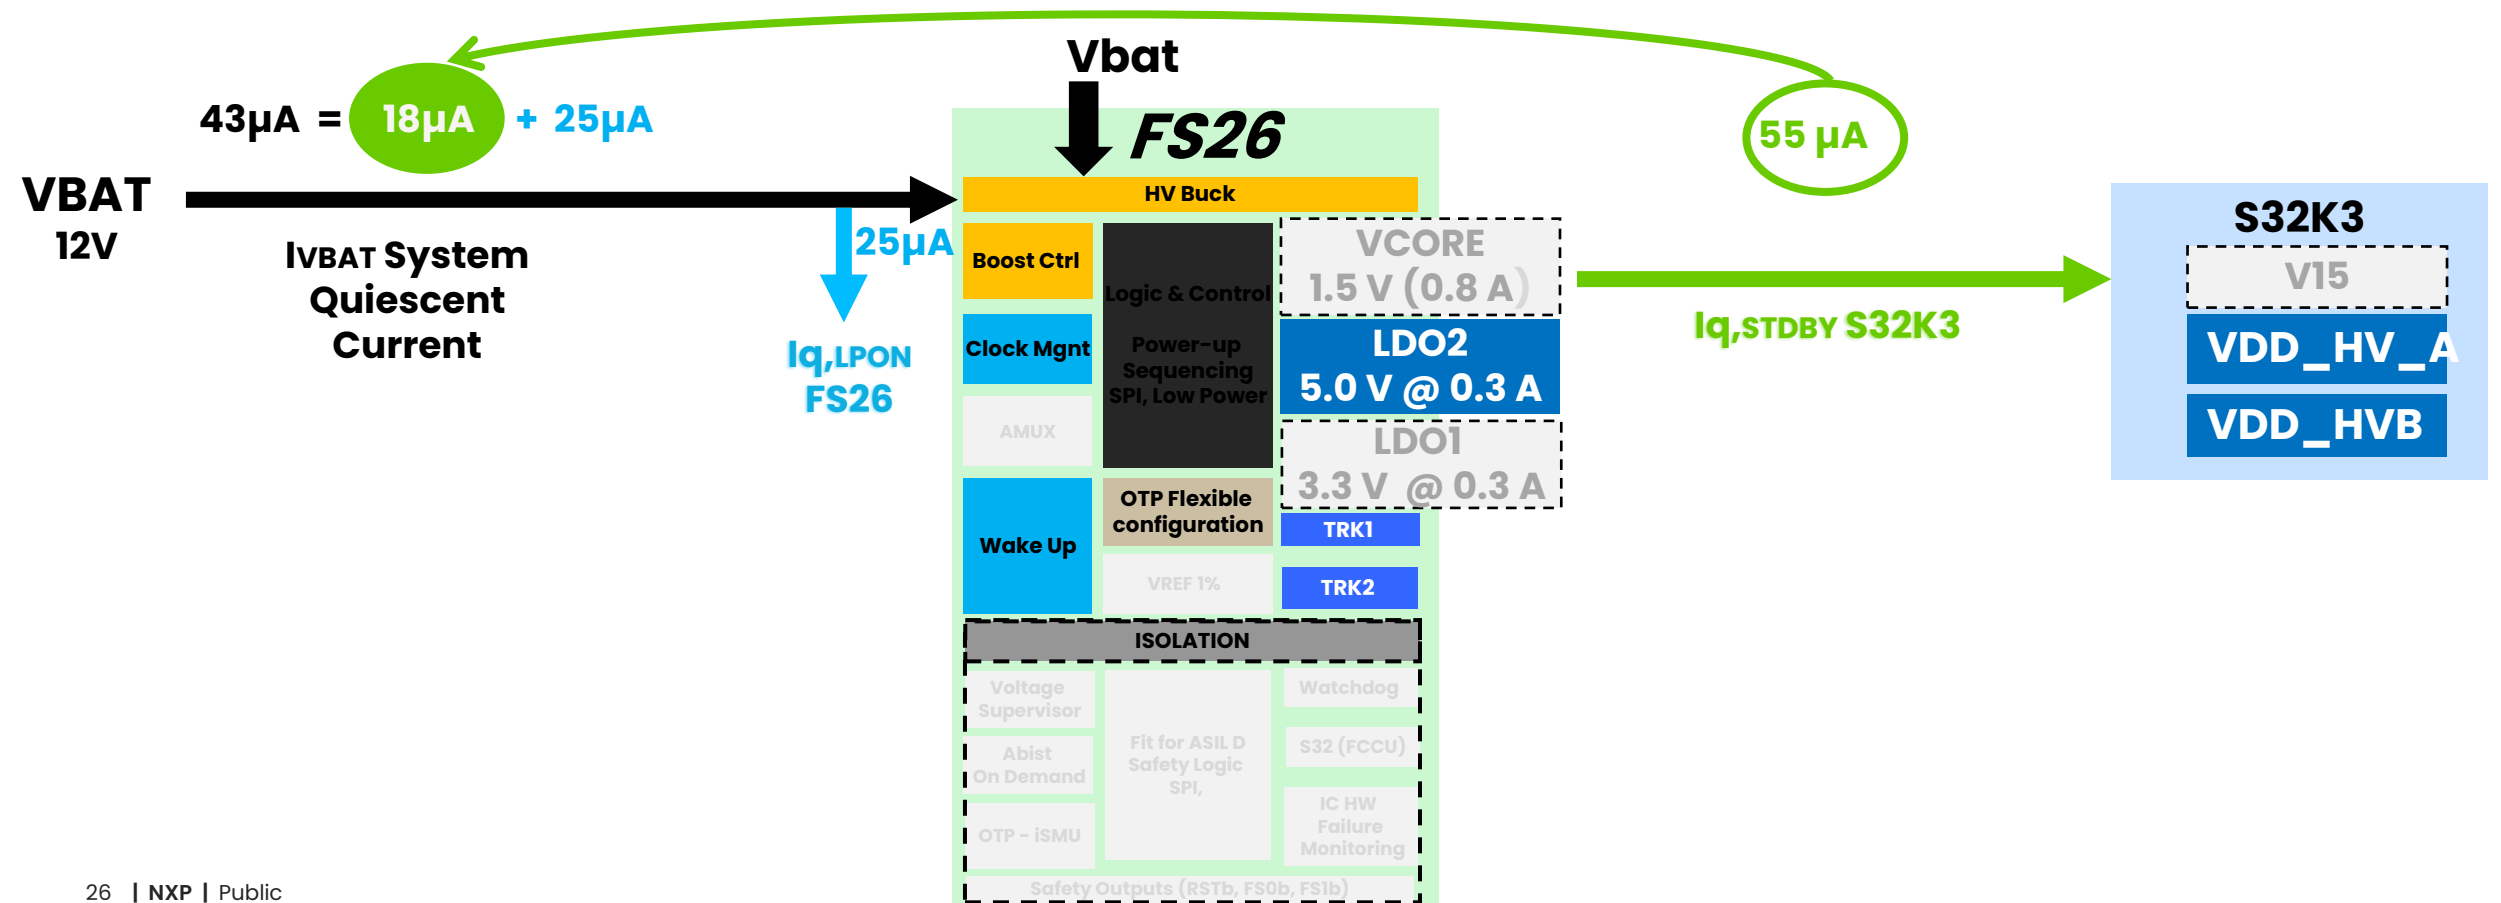 Vbat
43µA = 18µA + 25µA
55 µA
VBAT
12V
IVBAT System
Quiescent
Current
25µA
Iq,LPON
FS26
FS26
HV Buck
Boost Ctrl
Clock Mgnt
AMUX
Wake Up
Logic & Control
Power-up
Sequencing
SPI, Low Power
OTP Flexible
configuration
VREF 1%
VCORE
1.5 V (0.8 A)
LDO2
5.0 V @ 0.3 A
LDO1
3.3 V @ 0.3 A
TRK1
TRK2
ISOLATION
Voltage
Supervisor
Abist
On Demand
OTP - iSMU
Fit for ASIL D
Safety Logic
SPI,
Watchdog
S32 (FCCU)
IC HW
Failure
Monitoring
Safety Outputs (RSTb, FS0b, FS1b)
Iq,STDBY S32K3
S32K3
V15
VDD_HV_A
VDD_HVB
26 | NXP | Public